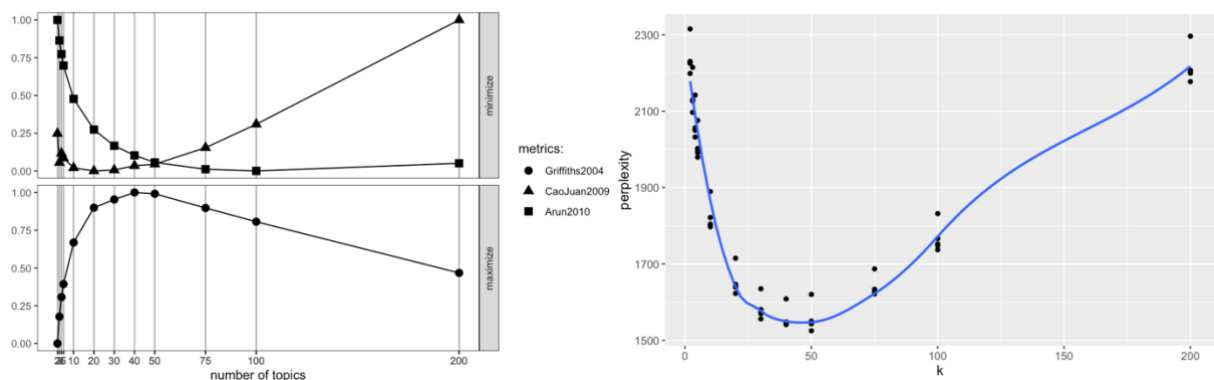 1.00
0.75
0.50
0.25
0.00
minimize
1.00
0.75
0.50
0.25
0.00
maximize
10 20 30 40 50 75 100 200
number of topics
metrics:
Griffiths2004
CaoJuan2009
Arun2010
2300
2100
1900
1700
1500
perplexity
0 50 100 150 200
k